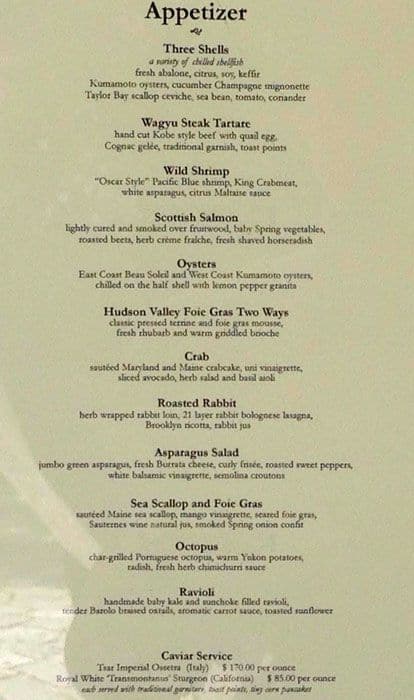 Appetizer
Three Shells
a variety of chilled shellfish
fresh abalone, citrus, soy, keffir
Kumamoto oysters, cucumber Champagne mignonette
Taylor Bay scallop ceviche, sea bean, tomato, coriander
Wagyu Steak Tartare
hand cut Kobe style beef with quail egg,
Cognac gelée, traditional garnish, toast points
Wild Shrimp
"Oscar Style" Pacific Blue shrimp, King Crabmeat,
white asparagus, citrus Maltaise sauce
Scottish Salmon
lightly cured and smoked over fruitwood, baby Spring vegetables,
roasted beets, herb crème fraîche, fresh shaved horseradish
Oysters
East Coast Beau Soleil and West Coast Kumamoto oysters,
chilled on the half shell with lemon pepper granita
Hudson Valley Foie Gras Two Ways
classic pressed terrine and foie gras mousse,
fresh rhubarb and warm griddled brioche
Crab
sautéed Maryland and Maine crabcake, uni vinaigrette,
sliced avocado, herb salad and basil aioli
Roasted Rabbit
herb wrapped rabbit loin, 21 layer rabbit bolognese lasagna,
Brooklyn ricotta, rabbit jus
Asparagus Salad
jumbo green asparagus, fresh Burrata cheese, curly frisée, roasted sweet peppers,
white balsamic vinaigrette, semolina croutons
Sea Scallop and Foie Gras
sautéed Maine sea scallop, mango vinaigrette, seared foie gras,
Sauternes wine natural jus, smoked Spring onion confit
Octopus
char-grilled Portuguese octopus, warm Yukon potatoes,
radish, fresh herb chimichurri sauce
Ravioli
handmade baby kale and sunchoke filled ravioli,
tender Barolo braised oxtails, aromatic carrot sauce, toasted sunflower
Caviar Service
Tsar Imperial Ossetra (Italy) $170.00 per ounce
Royal White 'Transmontanus' Sturgeon (California) $85.00 per ounce
each served with traditional garniture, toast points, tiny corn pancakes